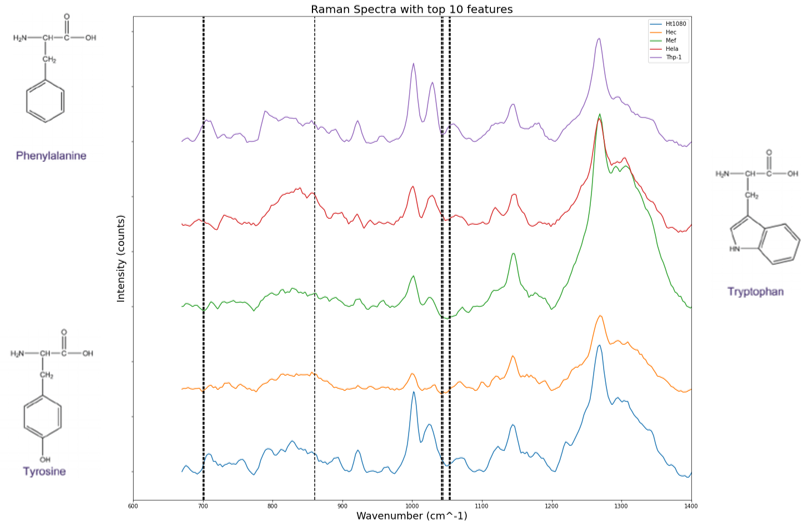 Raman Spectra with top 10 features
H₂N CH C OH
O
CH₂
Phenylalanine
Ht1080
Hec
Mef
Hela
Thp-1
Intensity (counts)
H₂N CH C OH
O
CH₂
HN
Tryptophan
H₂N CH C OH
O
CH₂
OH
Tyrosine
600 700 800 900 1000 1100 1200 1300 1400
Wavenumber (cm^-1)